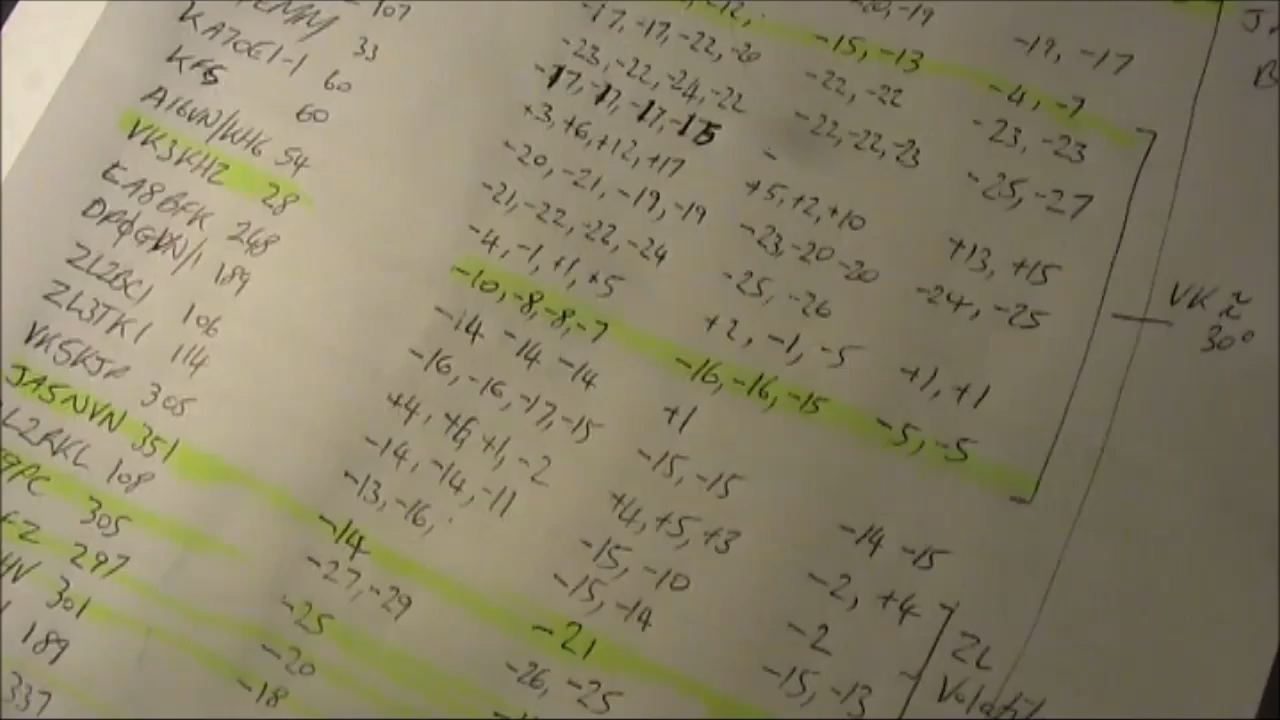 107 -20, -19
33 -12, -15, -13 -19, -17 -4, -7
-17, -17, -22, -20 -22, -22 -23, -23
-23, -22, -24, -22 -22, -22, -23 -25, -27
-17, -17, -17, -15 -
+3, +6, +12, +17 +5, +2, +10 +13, +15
KA7OEI-1 60 -20, -21, -19, -19 -23, -20 -20 -24, -25
KFS 60 -21, -22, -22, -24 -25, -26
AI6VN/KH6 54 -4, -1, +1, +5 +2, -1, -5 +1, +1
VK3KHZ 28 -10, -8, -8, -7 -16, -16, -15 -5, -5
EA8BFK 248 -14 -14 -14 +1
DP0GVN/1 189 -16, -16, -17, -15 -15, -15 -14 -15
ZL2BCI 106 +4, +6, +1, -2 +4, +5, +3 -2, +4
ZL3TKI 114 -14, -14, -11 -15, -10 -2
VK5KJP 305 -13, -16, -15, -14 -15, -13
JA5NVN 351 -14 -21
L2RKL 108 -27, -29 -26, -25
305 -25
297 -20
301 -18
189
337
VK ≈
30°
ZL